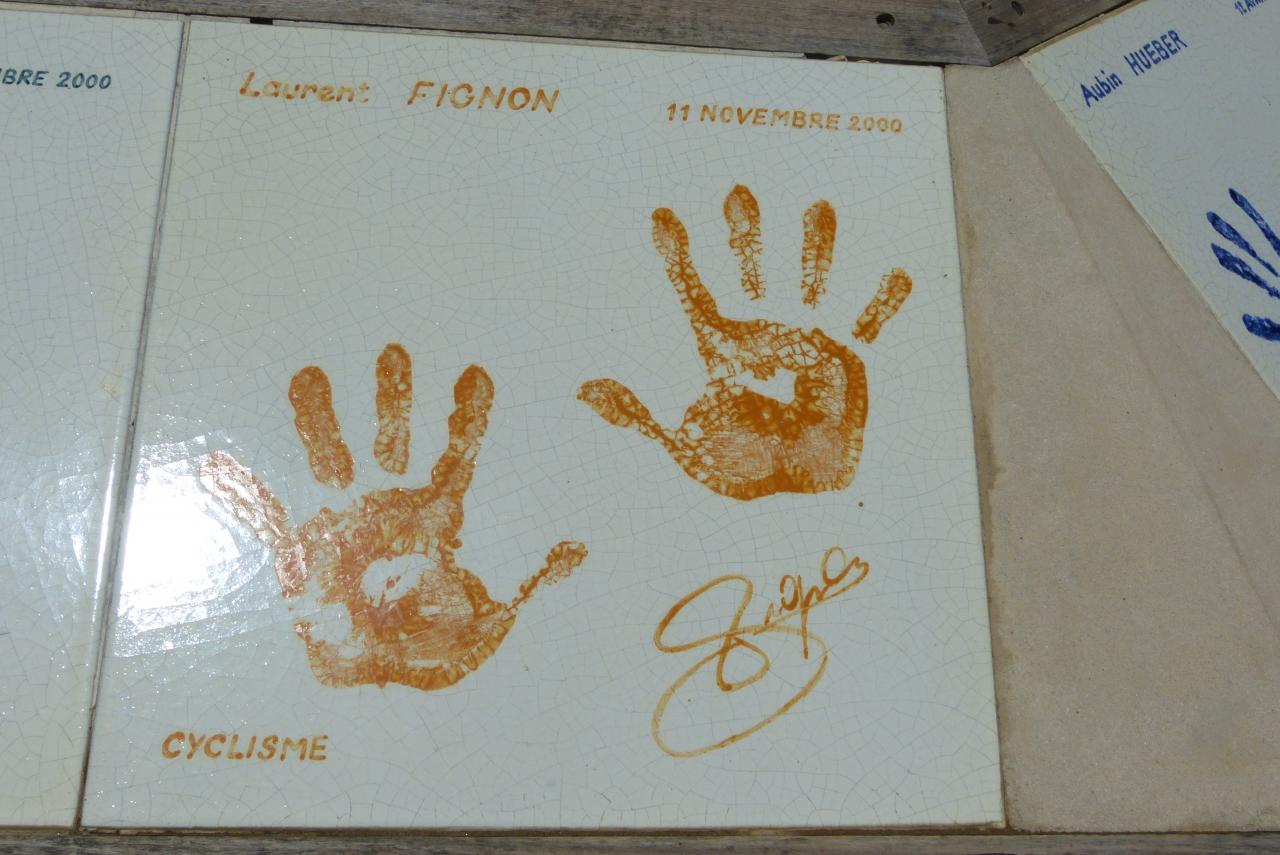 BRE 2000
Laurent FIGNON
11 NOVEMBRE 2000
CYCLISME
Aubin HUEBER